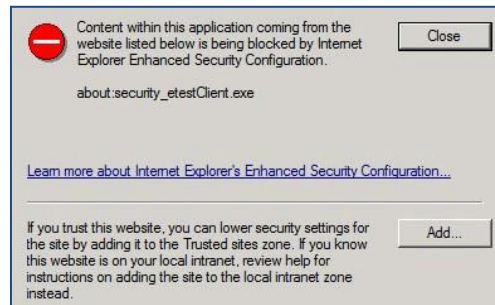 Content within this application coming from the
website listed below is being blocked by Internet
Explorer Enhanced Security Configuration.
Close
about:security_etestClient.exe
Learn more about Internet Explorer's Enhanced Security Configuration...
If you trust this website, you can lower security settings for
the site by adding it to the Trusted sites zone. If you know
this website is on your local intranet, review help for
instructions on adding the site to the local intranet zone
instead.
Add...